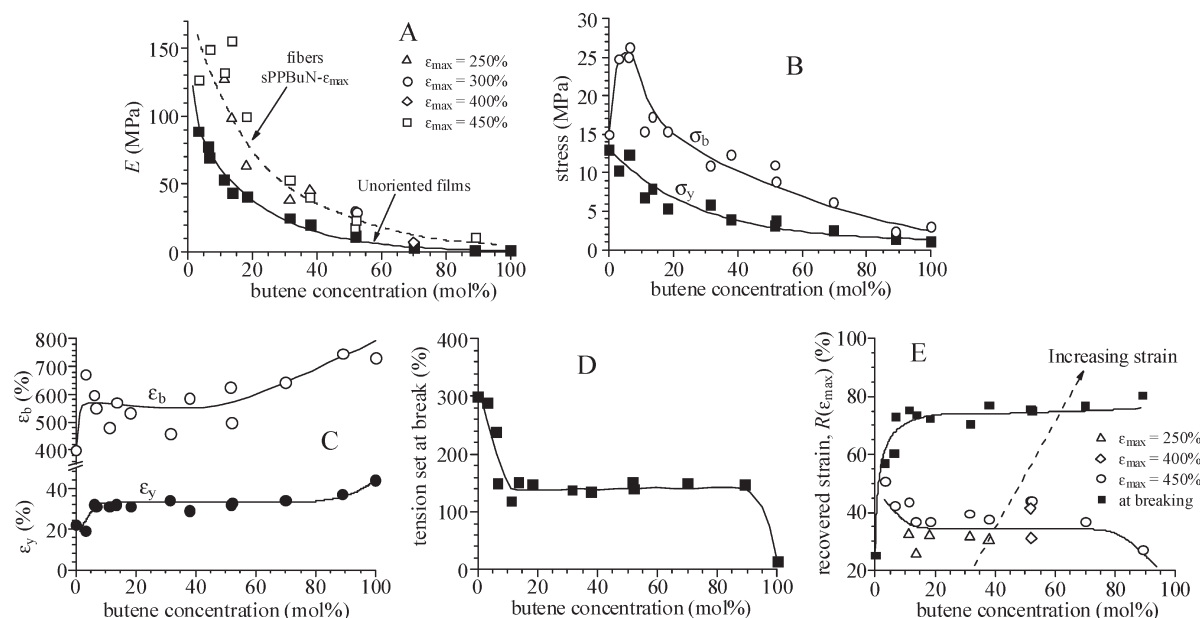 A
E (MPa)
150
100
50
0
fibers
sPPBuN-εmax
εmax = 250%
εmax = 300%
εmax = 400%
εmax = 450%
Unoriented films
0 20 40 60 80 100
butene concentration (mol%)
B
stress (MPa)
30
25
20
15
10
5
0
σb
σy
0 20 40 60 80 100
butene concentration (mol%)
C
εb (%)
800
700
600
500
400
εb
εy (%)
40
20
0
εy
0 20 40 60 80 100
butene concentration (mol%)
D
tension set at break (%)
400
300
200
100
0
0 20 40 60 80 100
butene concentration (mol%)
E
recovered strain, R(εmax) (%)
100
80
60
40
20
Increasing strain
εmax = 250%
εmax = 400%
εmax = 450%
at breaking
0 20 40 60 80 100
butene concentration (mol%)